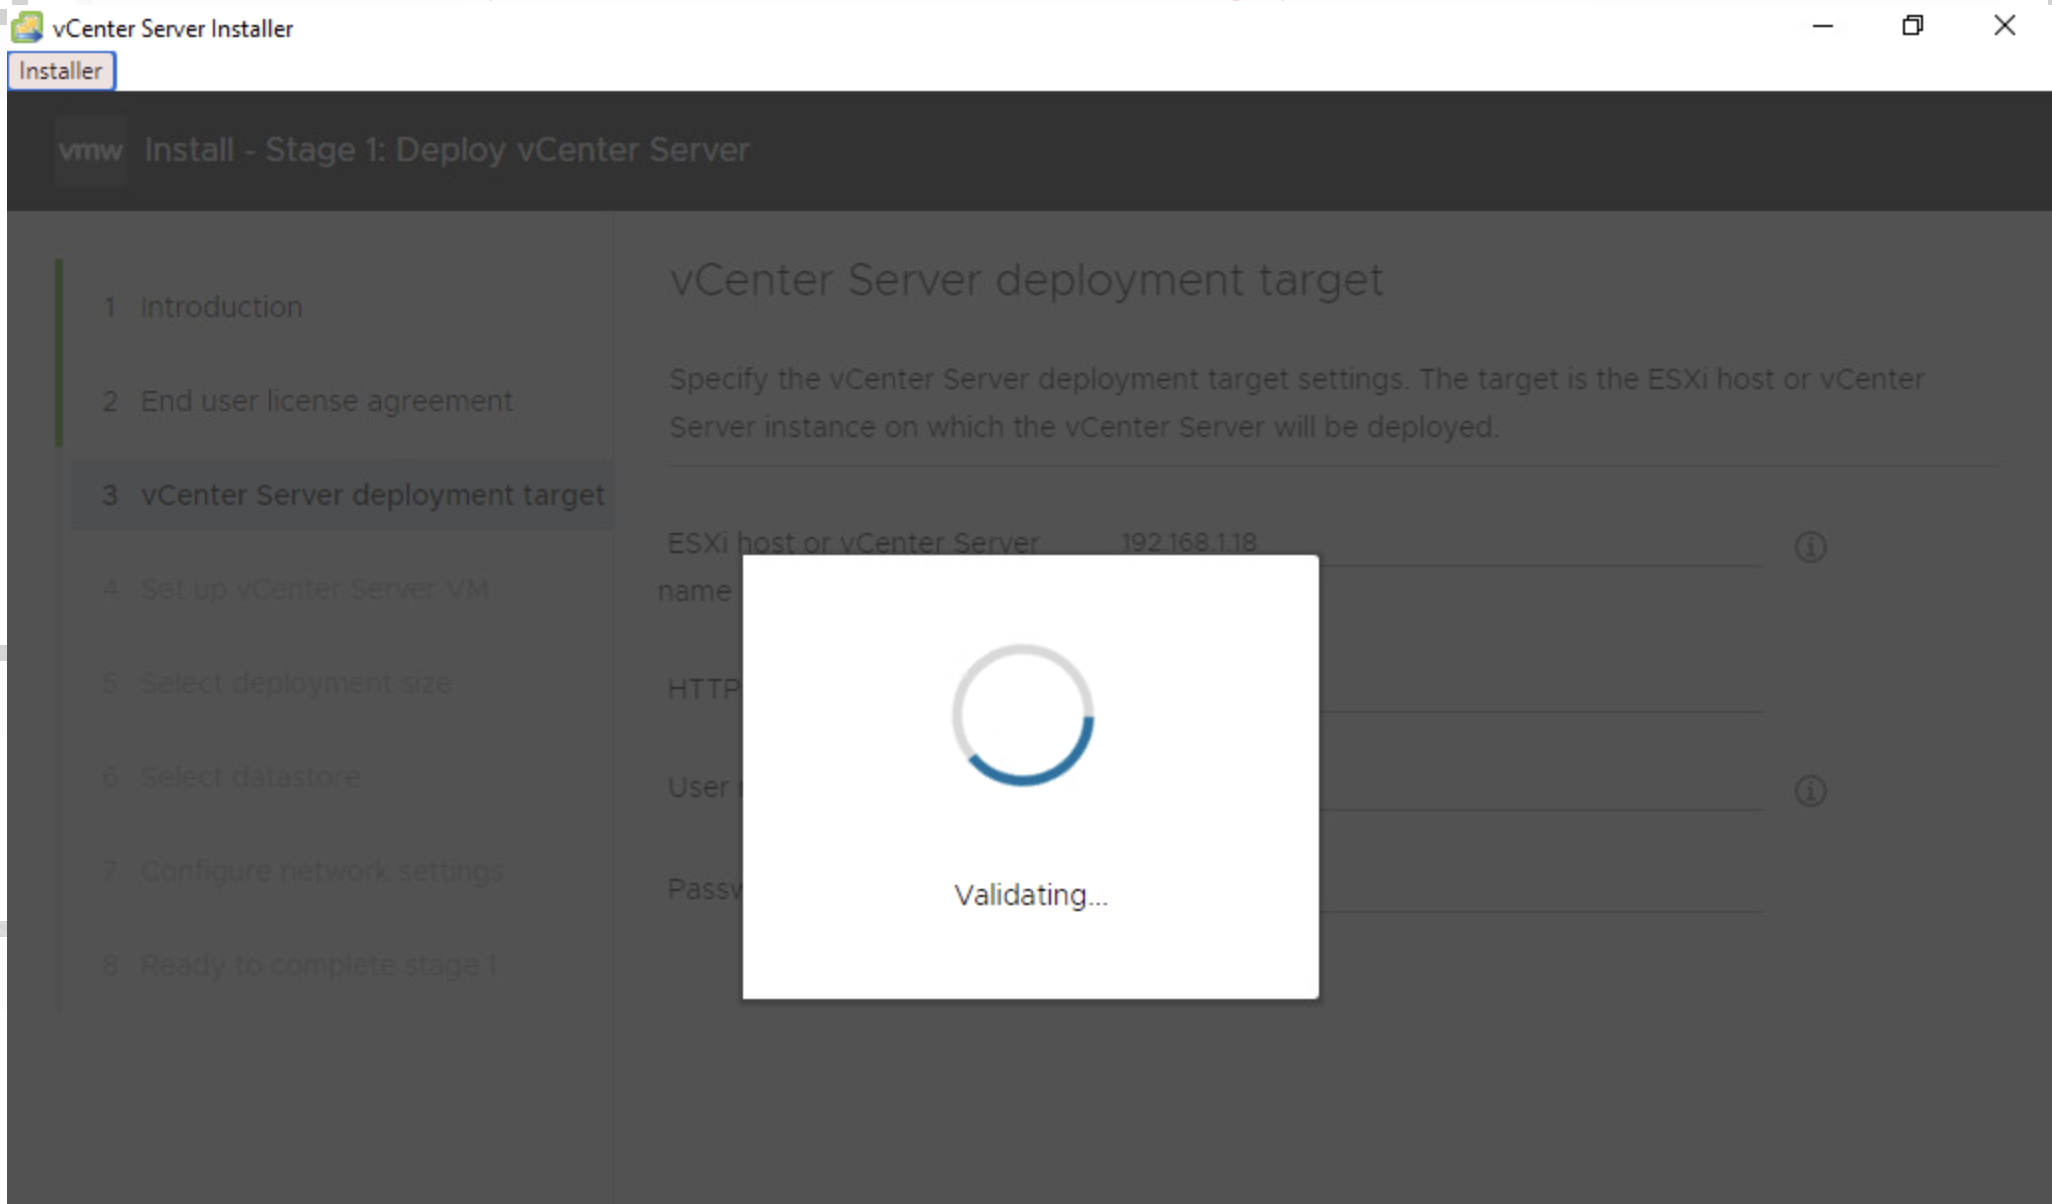 vCenter Server Installer
Installer
vmw Install - Stage 1: Deploy vCenter Server
1 Introduction
2 End user license agreement
3 vCenter Server deployment target
4 Set up vCenter Server VM
5 Select deployment size
6 Select datastore
7 Configure network settings
8 Ready to complete stage 1
vCenter Server deployment target
Specify the vCenter Server deployment target settings. The target is the ESXi host or vCenter
Server instance on which the vCenter Server will be deployed.
ESXi host or vCenter Server 192.168.1.18
name
HTTP
User
Passw
Validating...